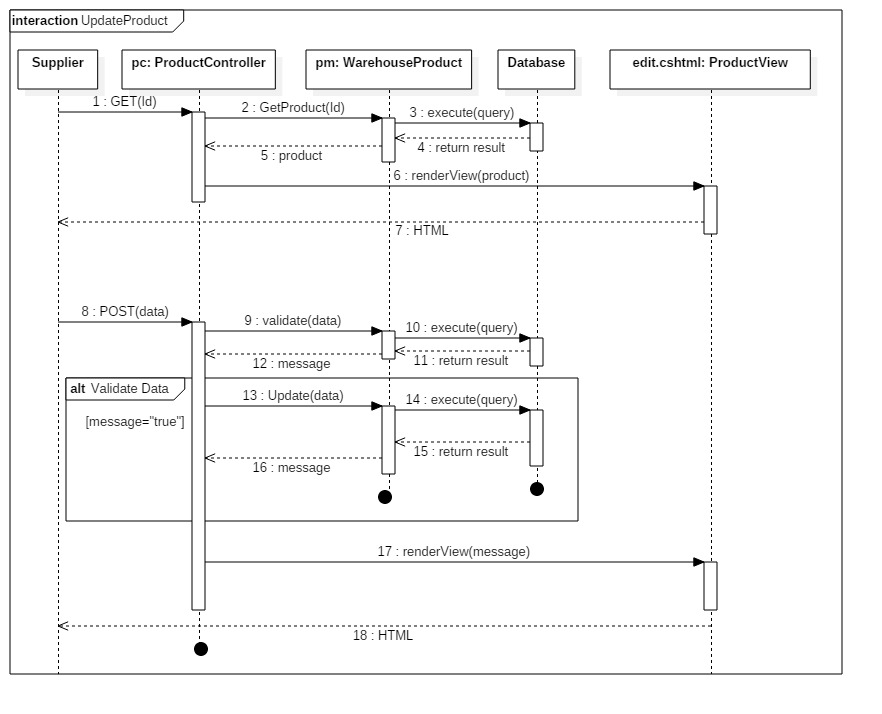 interaction UpdateProduct
Supplier
pc: ProductController
pm: WarehouseProduct
Database
edit.cshtml: ProductView
1 : GET(Id)
2 : GetProduct(Id)
3 : execute(query)
4 : return result
5 : product
6 : renderView(product)
7 : HTML
8 : POST(data)
9 : validate(data)
10 : execute(query)
11 : return result
12 : message
alt Validate Data
13 : Update(data)
14 : execute(query)
[message="true"]
15 : return result
16 : message
17 : renderView(message)
18 : HTML